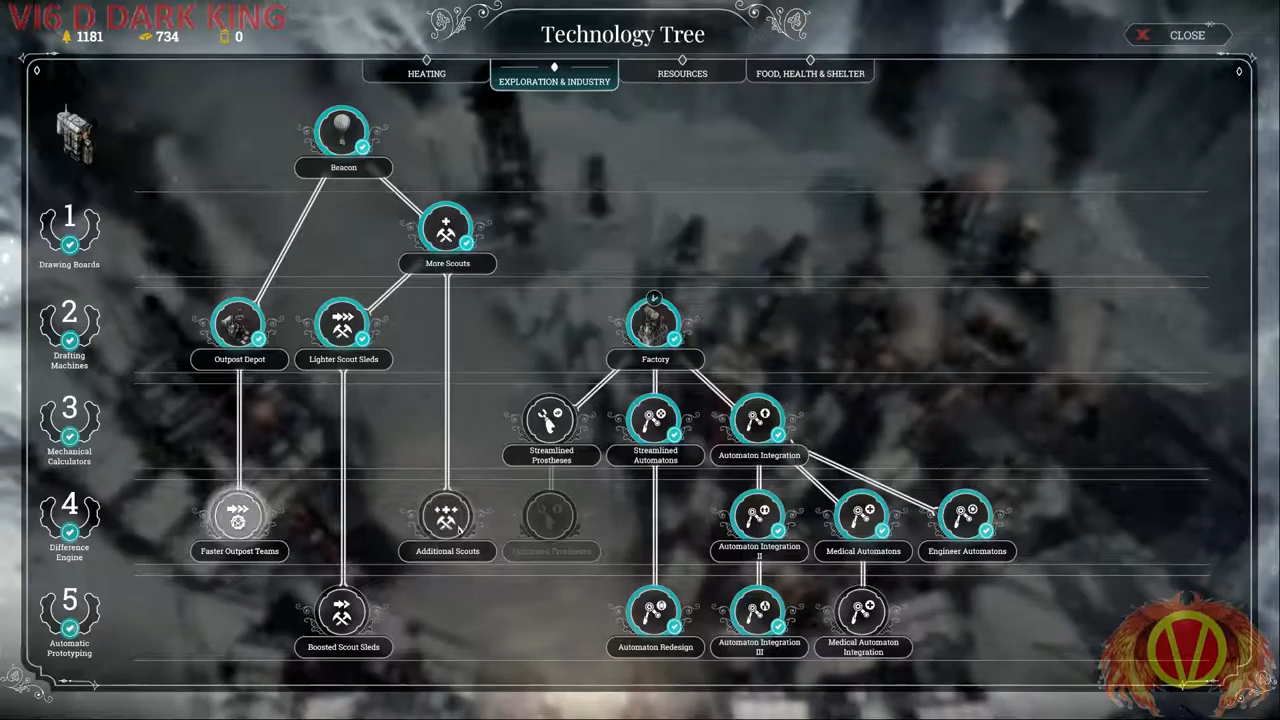 VI6 D DARK KING
1181 734 0
Technology Tree
CLOSE
HEATING
EXPLORATION & INDUSTRY
RESOURCES
FOOD, HEALTH & SHELTER
Beacon
1
Drawing Boards
More Scouts
2
Drafting
Machines
Outpost Depot
Lighter Scout Sleds
Factory
3
Mechanical
Calculators
Streamlined
Prostheses
Streamlined
Automatons
Automaton Integration
4
Difference
Engine
Faster Outpost Teams
Additional Scouts
Optimised Prostheses
Automaton Integration
II
Medical Automatons
Engineer Automatons
5
Automatic
Prototyping
Boosted Scout Sleds
Automaton Redesign
Automaton Integration
III
Medical Automaton
Integration
V